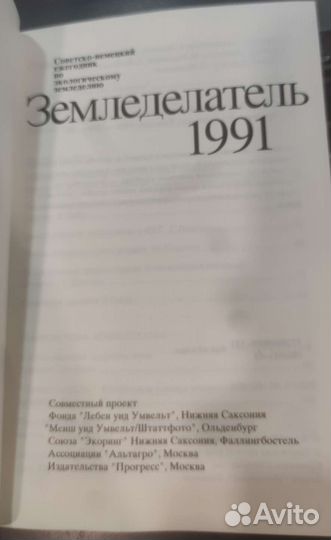 Советско-немецкий
ежегодник
по
экологическому
земледелию
Земледелатель
1991
Совместный проект
Фонда "Лебен унд Умвельт", Нижняя Саксония
"Менш унд Умвельт/Штаттфото", Ольденбург
Союза "Экоринг" Нижняя Саксония, Фаллингбостель
Ассоциации "Альтагро", Москва
Издательства "Прогресс", Москва
Avito